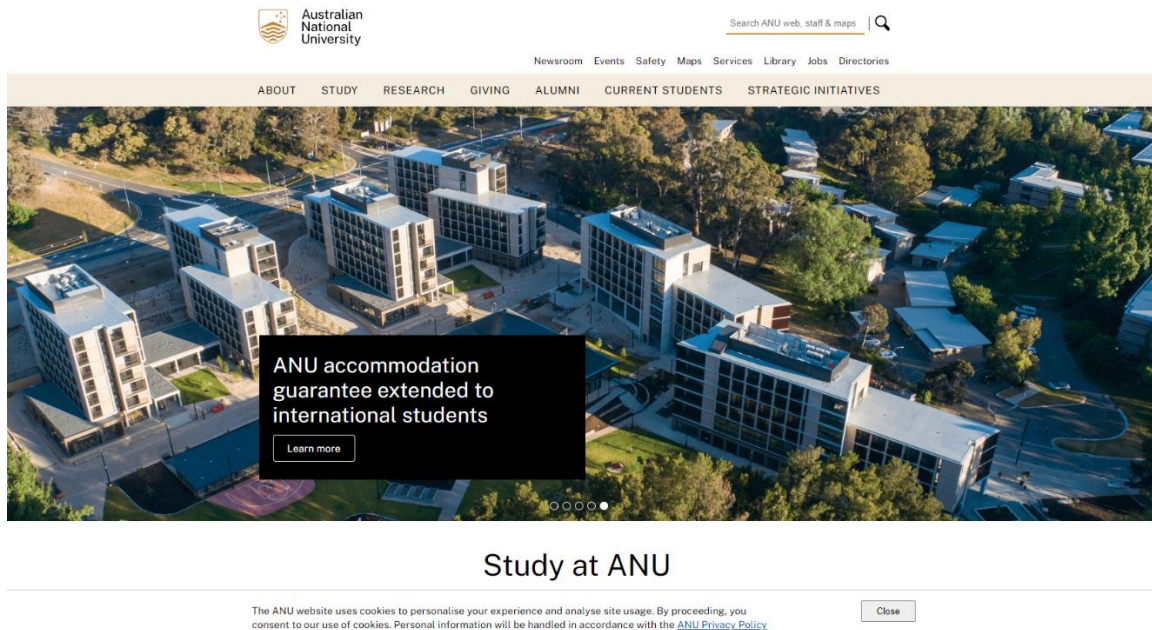 Australian
National
University
Search ANU web, staff & maps
Newsroom Events Safety Maps Services Library Jobs Directories
ABOUT STUDY RESEARCH GIVING ALUMNI CURRENT STUDENTS STRATEGIC INITIATIVES
ANU accommodation
guarantee extended to
international students
Learn more
Study at ANU
The ANU website uses cookies to personalise your experience and analyse site usage. By proceeding, you
consent to our use of cookies. Personal information will be handled in accordance with the ANU Privacy Policy
Close